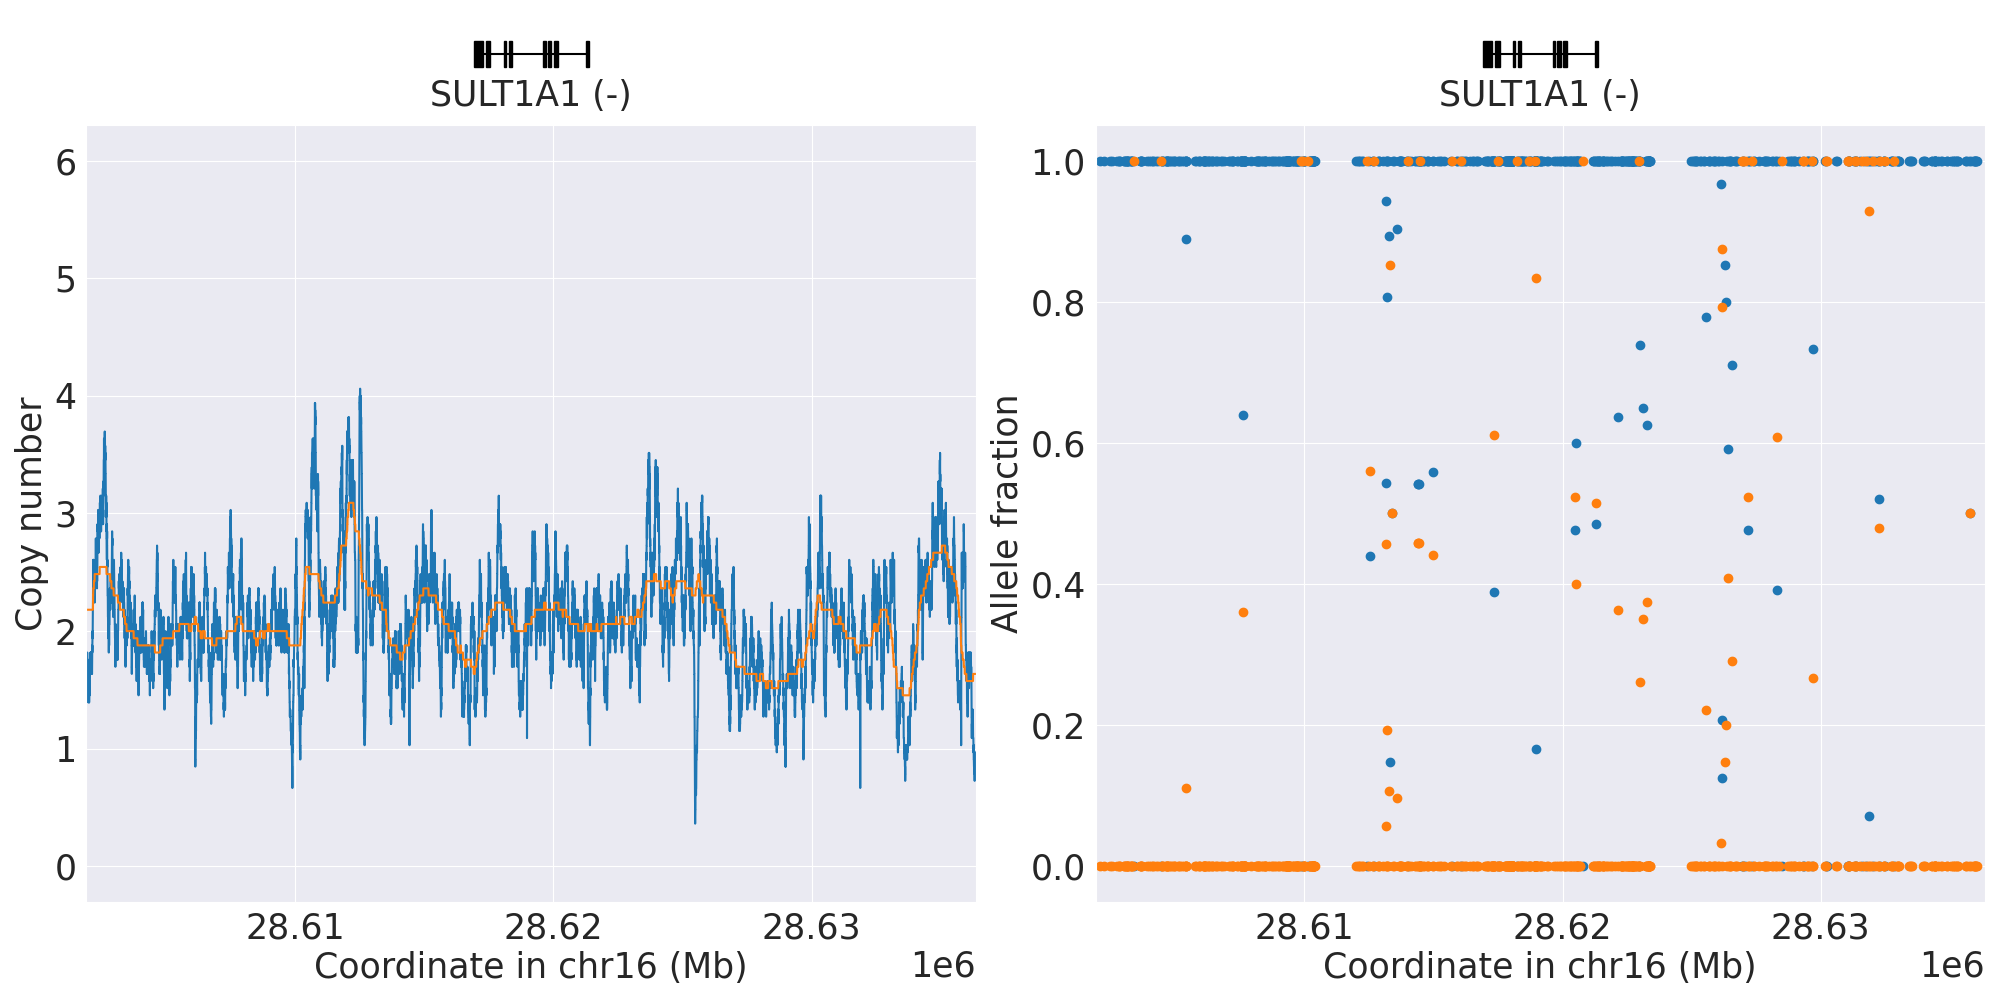 SULT1A1 (-)
6
5
4
3
2
1
0
Copy number
28.61
28.62
28.63
Coordinate in chr16 (Mb)
1e6
SULT1A1 (-)
1.0
0.8
0.6
0.4
0.2
0.0
Allele fraction
28.61
28.62
28.63
Coordinate in chr16 (Mb)
1e6